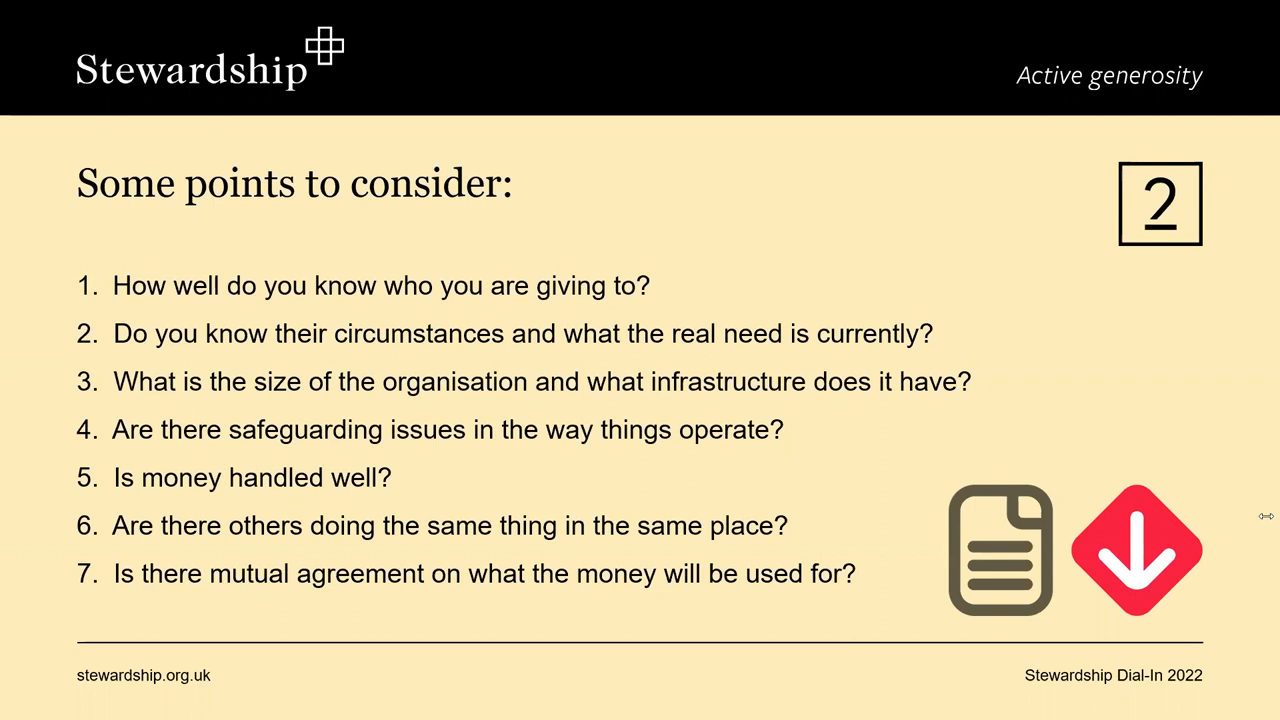 Stewardship
Active generosity
Some points to consider:
2
1. How well do you know who you are giving to?
2. Do you know their circumstances and what the real need is currently?
3. What is the size of the organisation and what infrastructure does it have?
4. Are there safeguarding issues in the way things operate?
5. Is money handled well?
6. Are there others doing the same thing in the same place?
7. Is there mutual agreement on what the money will be used for?
stewardship.org.uk
Stewardship Dial-In 2022